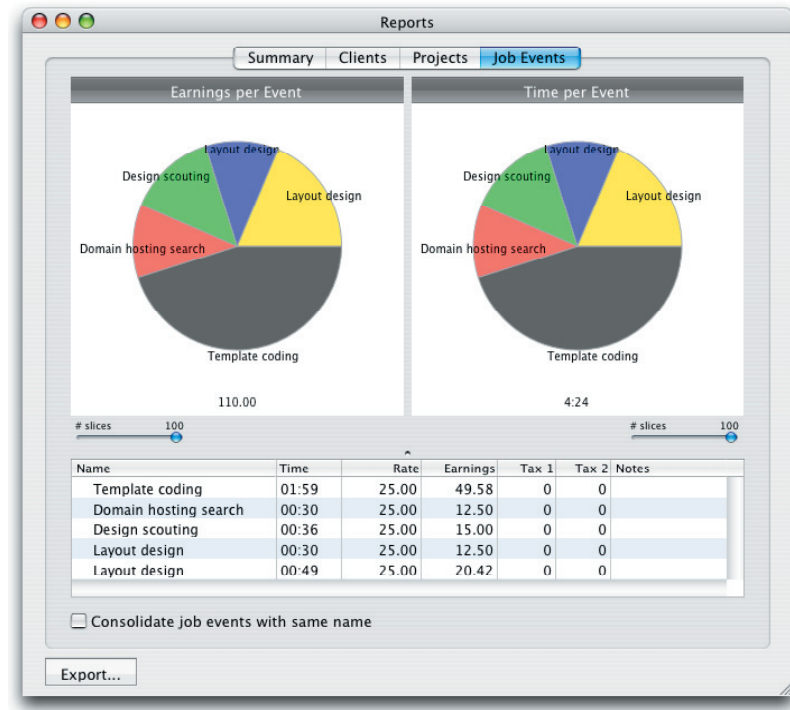 Reports
Summary Clients Projects Job Events
Earnings per Event
Layout design
Design scouting
Layout design
Domain hosting search
Template coding
110.00
# slices 100
Time per Event
Layout design
Design scouting
Layout design
Domain hosting search
Template coding
4:24
# slices 100
Name Time Rate Earnings Tax 1 Tax 2 Notes
Template coding 01:59 25.00 49.58 0 0
Domain hosting search 00:30 25.00 12.50 0 0
Design scouting 00:36 25.00 15.00 0 0
Layout design 00:30 25.00 12.50 0 0
Layout design 00:49 25.00 20.42 0 0
Consolidate job events with same name
Export...